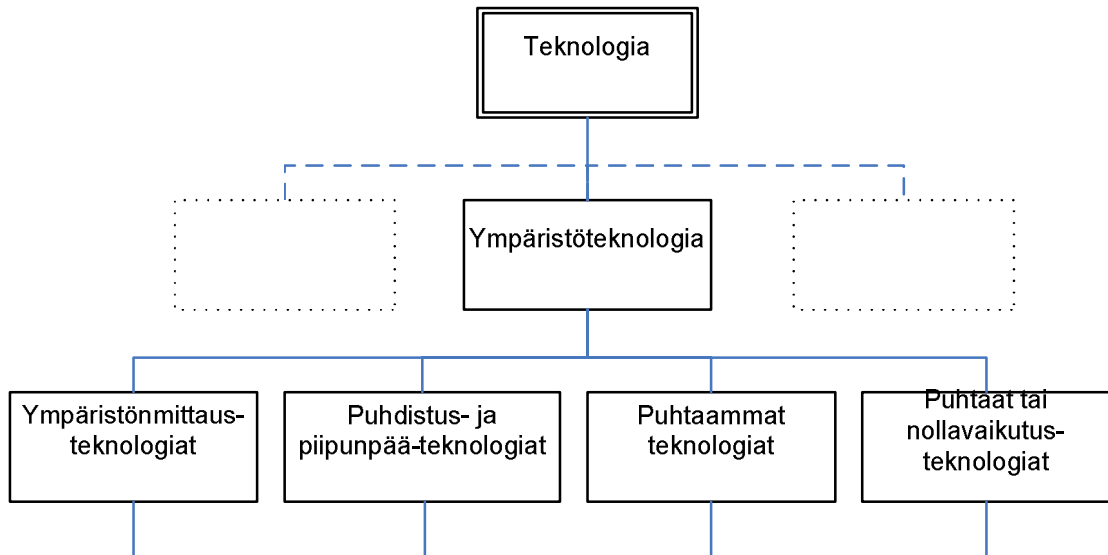 Teknologia
Ympäristöteknologia
Ympäristönmittaus-
teknologiat
Puhdistus- ja
piipunpää-teknologiat
Puhtaammat
teknologiat
Puhtaat tai
nollavaikutus-
teknologiat